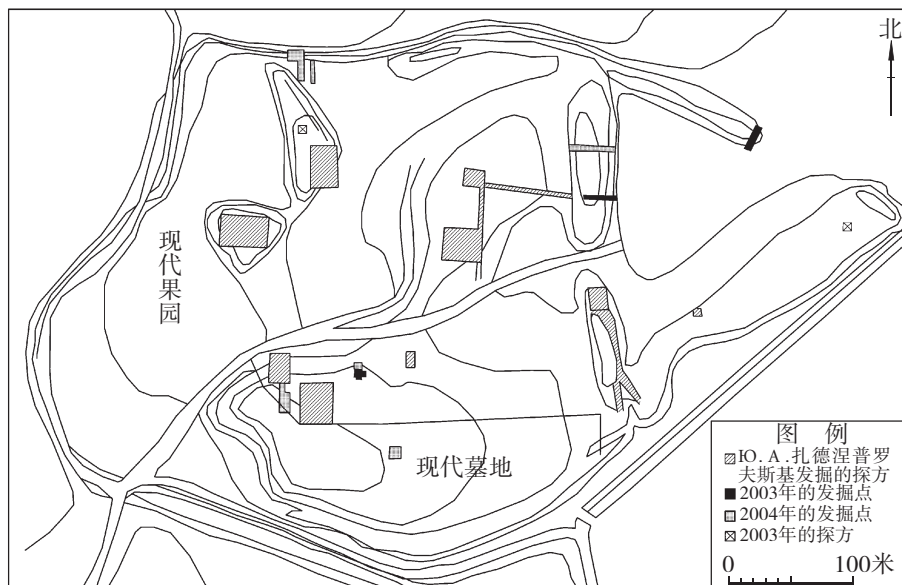 北
现代果园
现代墓地
图 例
Ю. А. 扎德涅普罗
夫斯基发掘的探方
2003年的发掘点
2004年的发掘点
2003年的探方
0 100米